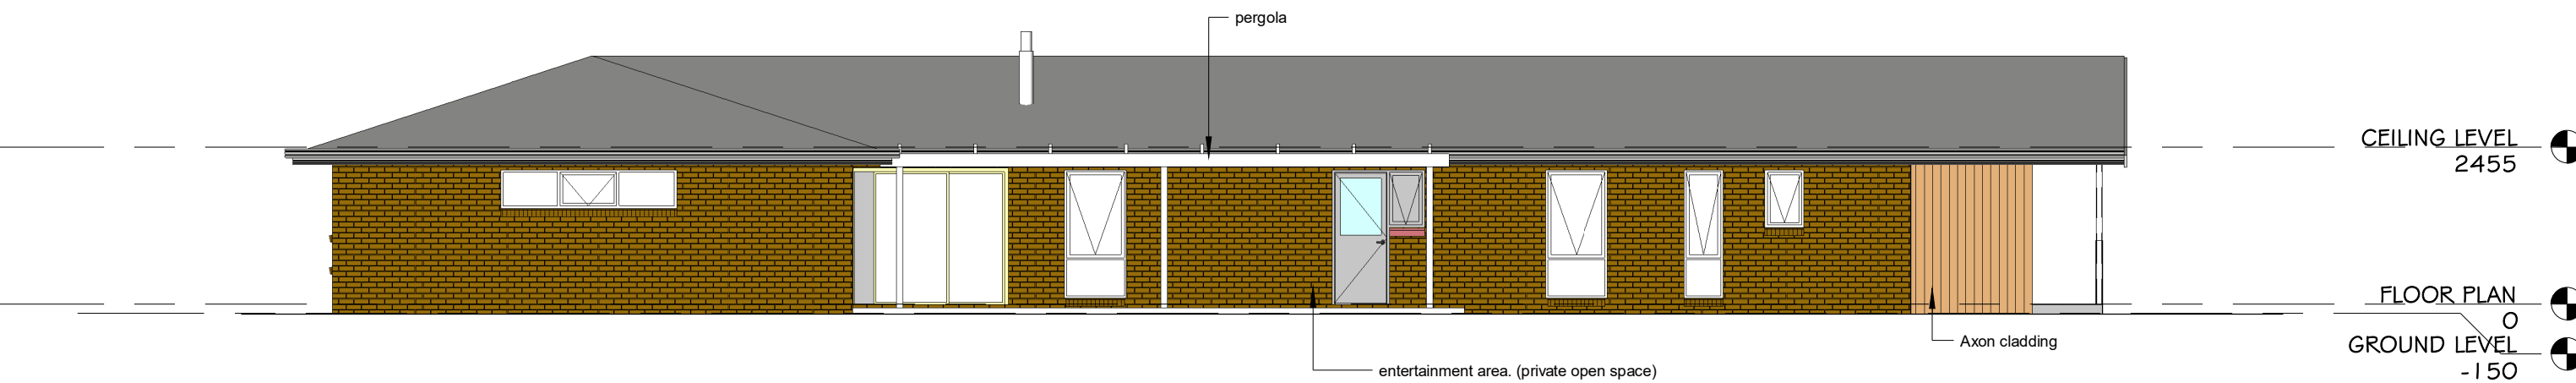 pergola
CEILING LEVEL
2455
FLOOR PLAN
0
Axon cladding
GROUND LEVEL
-150
entertainment area. (private open space)